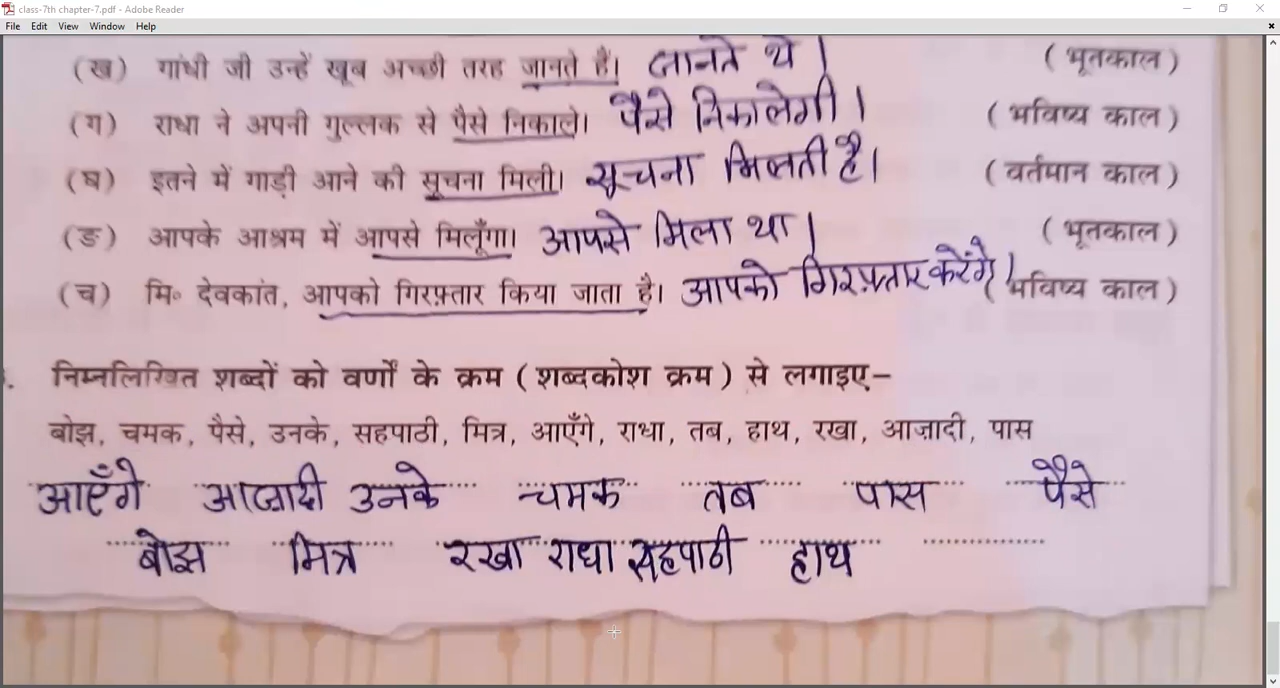 class-7th chapter-7.pdf - Adobe Reader
File Edit View Window Help
(ख) गांधी जी उन्हें खूब अच्छी तरह जानते हैं। जानते थे। (भूतकाल)
(ग) राधा ने अपनी गुल्लक से पैसे निकाले। पैसे निकालेगी। (भविष्य काल)
(घ) इतने में गाड़ी आने की सूचना मिली। सूचना मिलती है। (वर्तमान काल)
(ङ) आपके आश्रम में आपसे मिलूँगा। आपसे मिला था। (भूतकाल)
(च) मि॰ देवकांत, आपको गिरफ़्तार किया जाता है। आपको गिरफ़्तार करेंगे। (भविष्य काल)
निम्नलिखित शब्दों को वर्णों के क्रम (शब्दकोश क्रम) से लगाइए–
बोझ, चमक, पैसे, उनके, सहपाठी, मित्र, आएँगे, राधा, तब, हाथ, रखा, आज़ादी, पास
आएँगे आज़ादी उनके चमक तब पास पैसे
बोझ मित्र रखा राधा सहपाठी हाथ